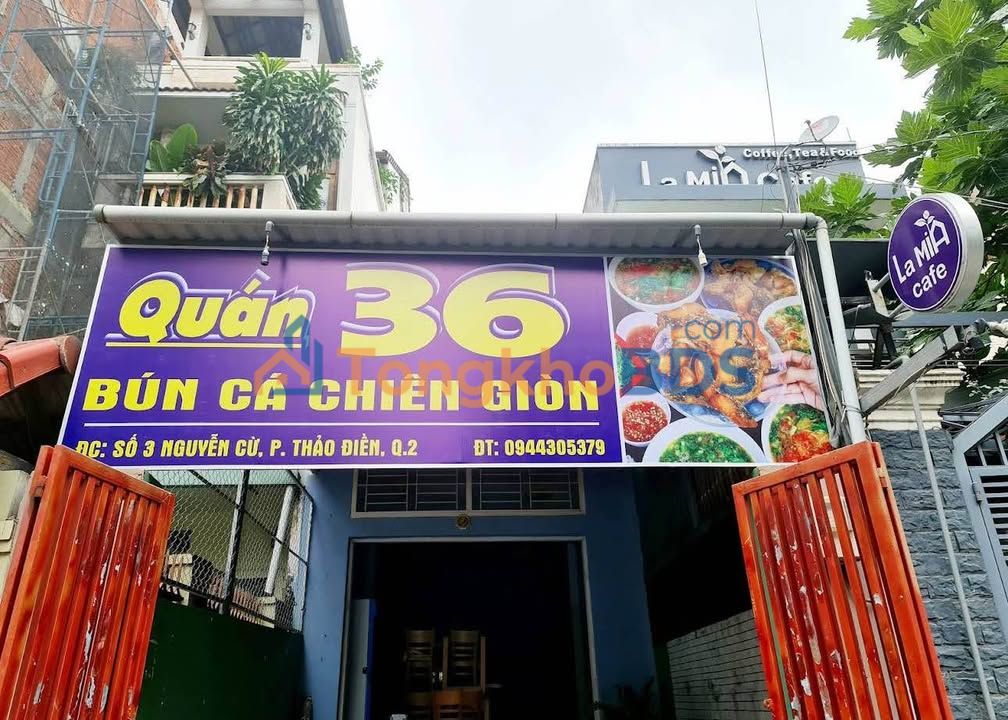 Coffee, Tea & Food
La MiA Cafe
La MiA
cafe
Quán 36
BÚN CÁ CHIÊN GIÒN
ĐC: SỐ 3 NGUYỄN CỪ, P. THẢO ĐIỀN, Q.2 ĐT: 0944305379
TongkhoBDS.com